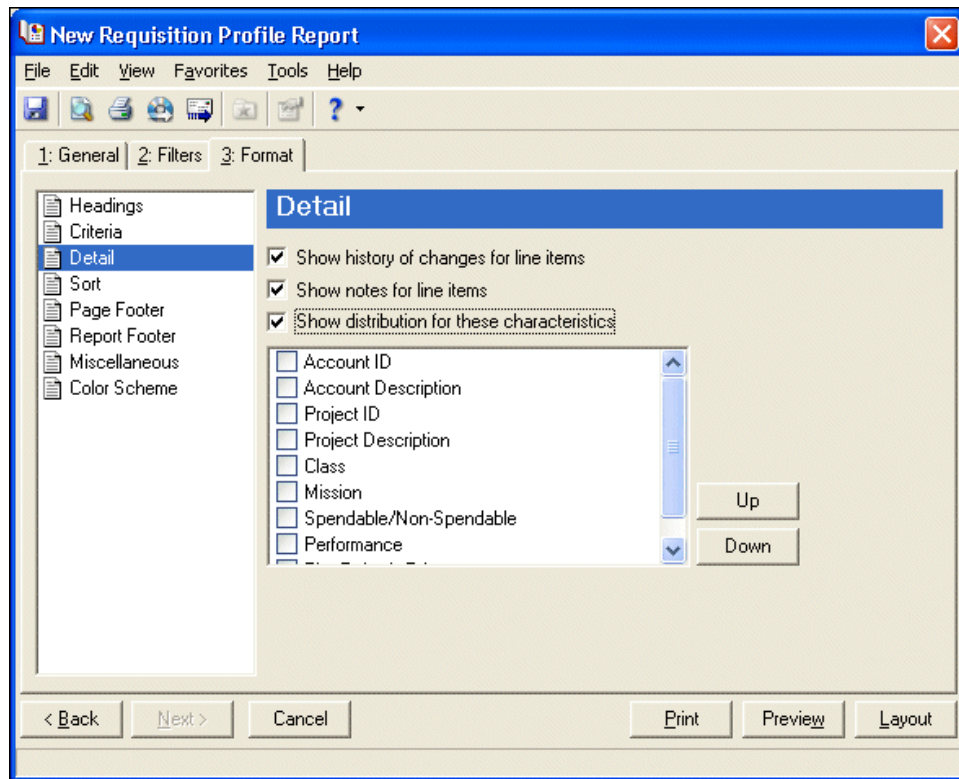 New Requisition Profile Report
File Edit View Favorites Tools Help
?
1: General 2: Filters 3: Format
Headings
Criteria
Detail
Sort
Page Footer
Report Footer
Miscellaneous
Color Scheme
Detail
Show history of changes for line items
Show notes for line items
Show distribution for these characteristics
Account ID
Account Description
Project ID
Project Description
Class
Mission
Spendable/Non-Spendable
Performance
Up
Down
< Back Next > Cancel Print Preview Layout